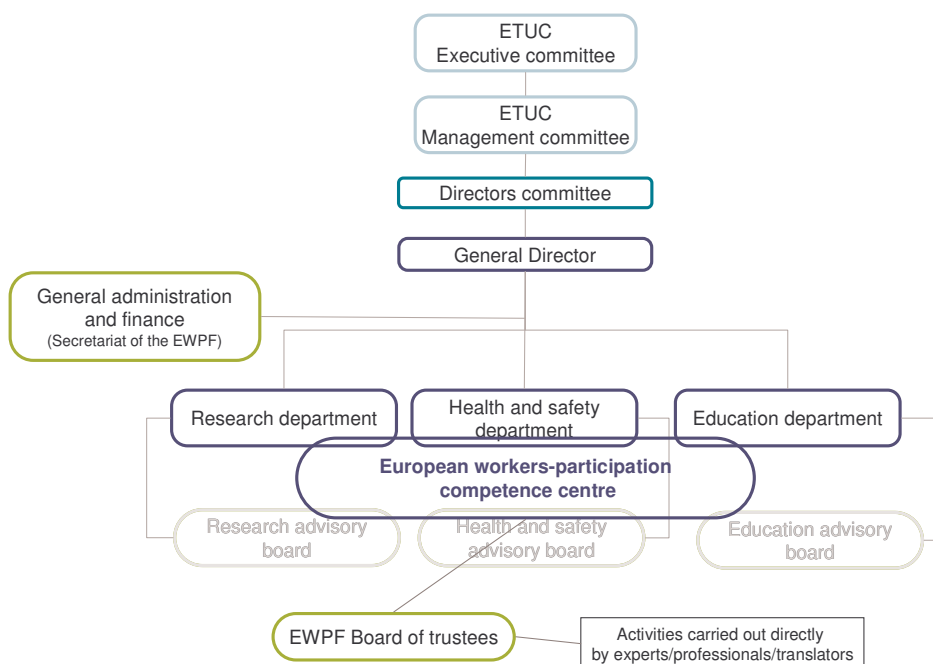 ETUC
Executive committee
ETUC
Management committee
Directors committee
General Director
General administration
and finance
(Secretariat of the EWPF)
Research department
Health and safety
department
Education department
European workers-participation
competence centre
Research advisory
board
Health and safety
advisory board
Education advisory
board
EWPF Board of trustees
Activities carried out directly
by experts/professionals/translators